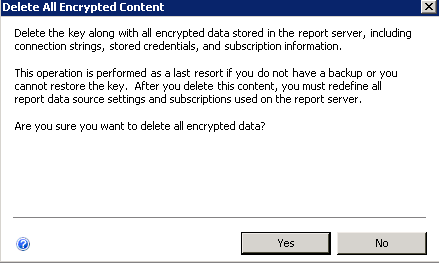 Delete All Encrypted Content
Delete the key along with all encrypted data stored in the report server, including
connection strings, stored credentials, and subscription information.
This operation is performed as a last resort if you do not have a backup or you
cannot restore the key.  After you delete this content, you must redefine all
report data source settings and subscriptions used on the report server.
Are you sure you want to delete all encrypted data?
?
Yes
No